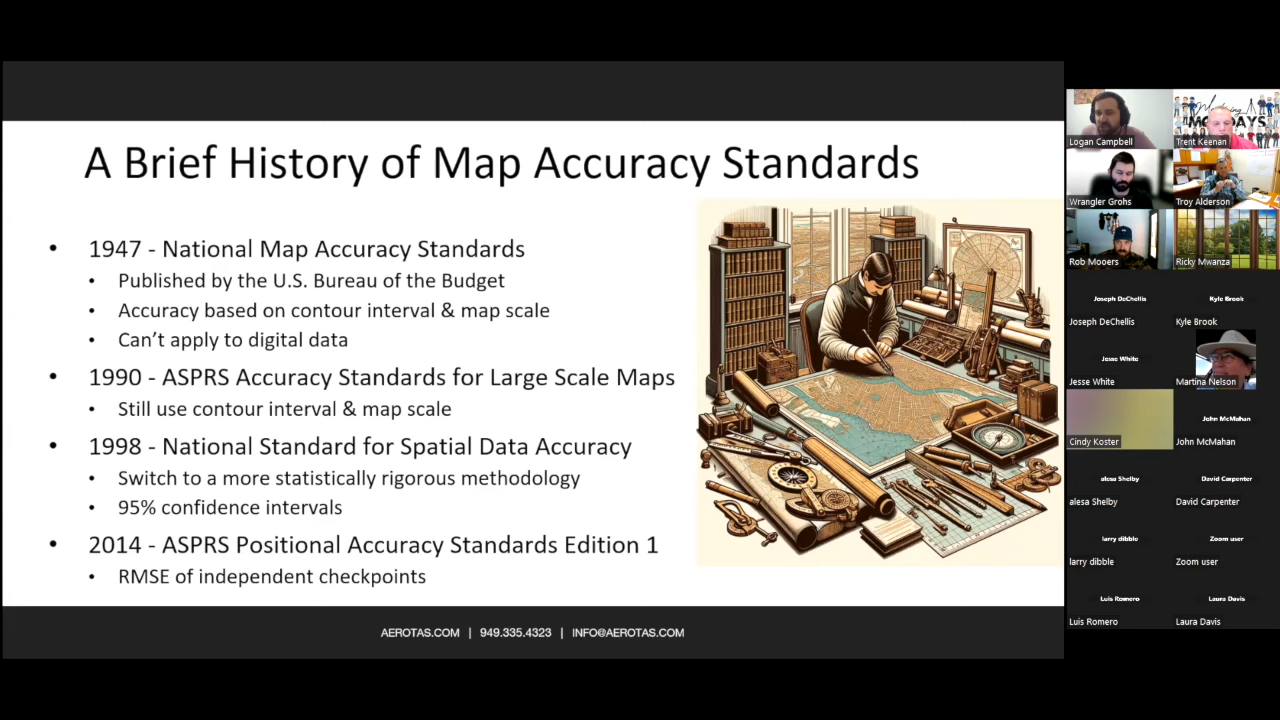 A Brief History of Map Accuracy Standards
• 1947 - National Map Accuracy Standards
• Published by the U.S. Bureau of the Budget
• Accuracy based on contour interval & map scale
• Can't apply to digital data
• 1990 - ASPRS Accuracy Standards for Large Scale Maps
• Still use contour interval & map scale
• 1998 - National Standard for Spatial Data Accuracy
• Switch to a more statistically rigorous methodology
• 95% confidence intervals
• 2014 - ASPRS Positional Accuracy Standards Edition 1
• RMSE of independent checkpoints
AEROTAS.COM | 949.335.4323 | INFO@AEROTAS.COM
Logan Campbell
Trent Keenan
Wrangler Grohs
Troy Alderson
Rob Mooers
Ricky Mwanza
Joseph DeChellis
Joseph DeChellis
Kyle Brook
Kyle Brook
Jesse White
Jesse White
Martina Nelson
Cindy Koster
John McMahan
John McMahan
alesa Shelby
alesa Shelby
David Carpenter
David Carpenter
larry dibble
larry dibble
Zoom user
Zoom user
Luis Romero
Luis Romero
Laura Davis
Laura Davis